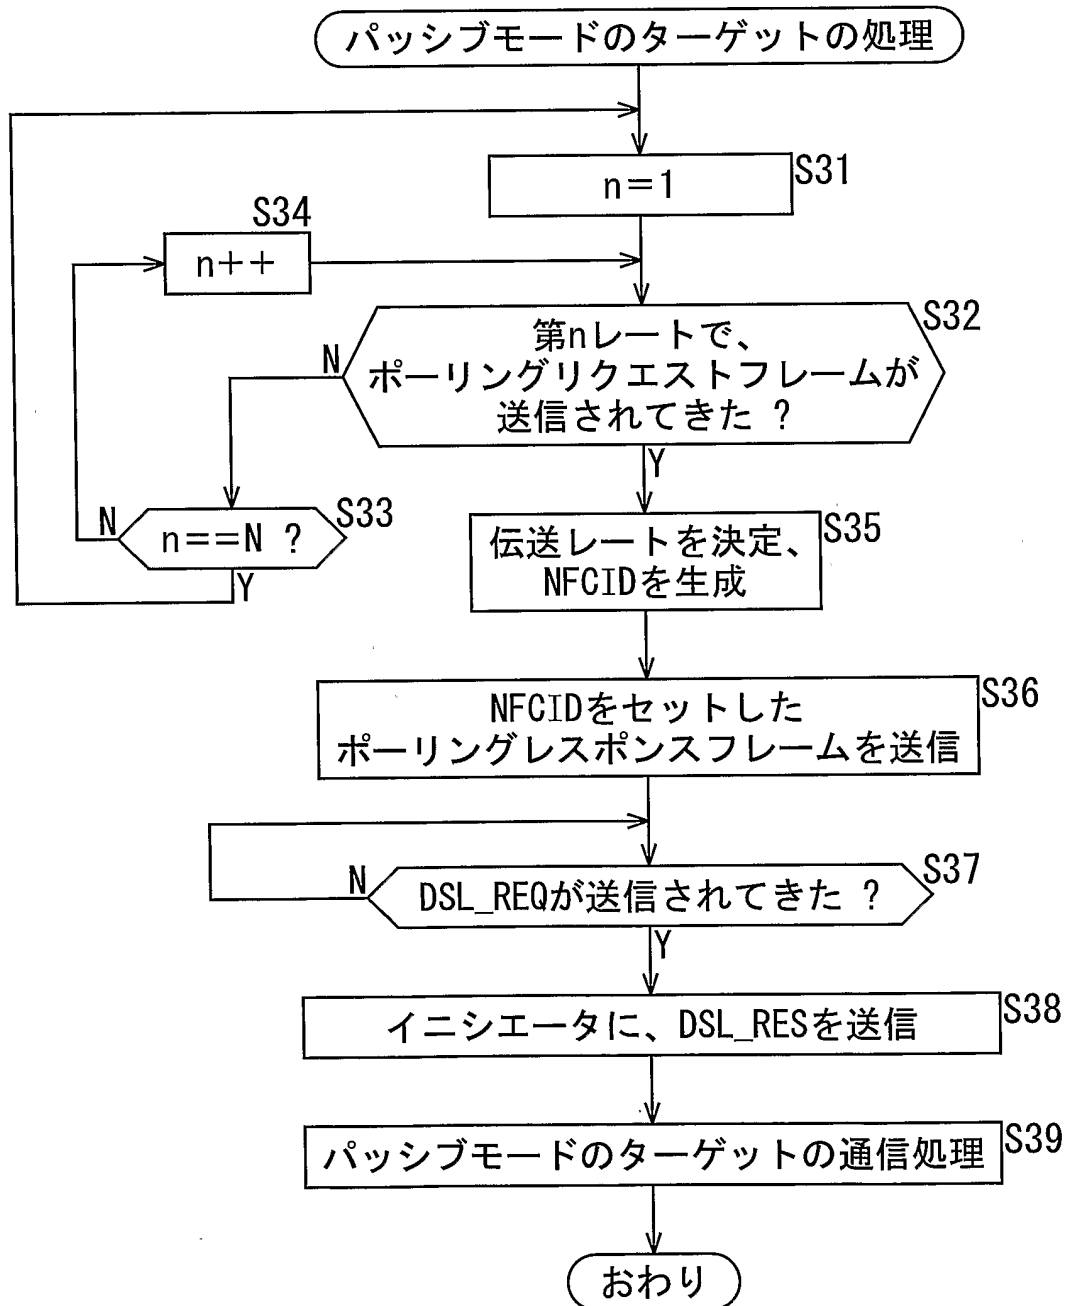 パッシブモードのターゲットの処理
n=1
S31
S34
n++
第nレートで、
ポーリングリクエストフレームが
送信されてきた ?
S32
N
Y
n==N ?
S33
N
Y
伝送レートを決定、
NFCIDを生成
S35
NFCIDをセットした
ポーリングレスポンスフレームを送信
S36
DSL_REQが送信されてきた ?
S37
N
Y
イニシエータに、DSL_RESを送信
S38
パッシブモードのターゲットの通信処理
S39
おわり